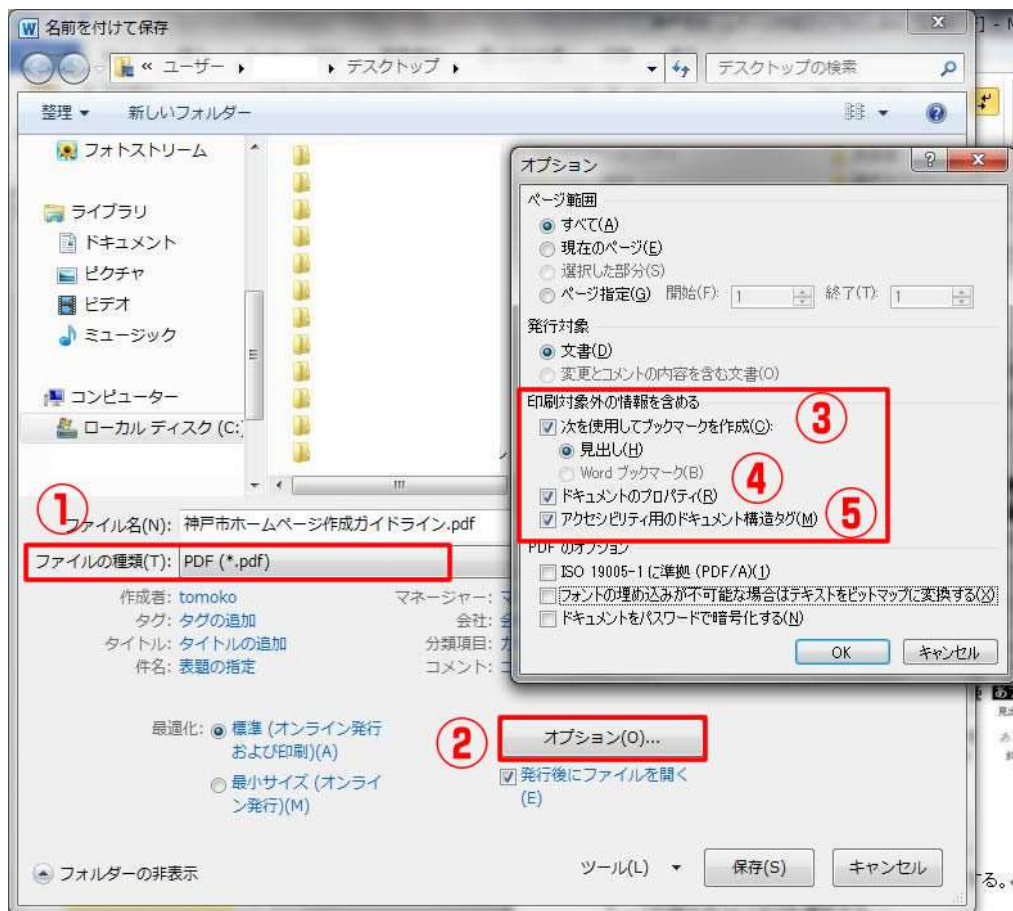 名前を付けて保存
« ユーザー
デスクトップ
デスクトップの検索
整理
新しいフォルダー
フォトストリーム
ライブラリ
ドキュメント
ピクチャ
ビデオ
ミュージック
コンピューター
ローカル ディスク (C:
①
ファイル名(N): 神戸市ホームページ作成ガイドライン.pdf
ファイルの種類(T): PDF (*.pdf)
作成者: tomoko
マネージャー:
タグ: タグの追加
会社:
タイトル: タイトルの追加
分類項目:
件名: 表題の指定
コメント:
最適化: 標準 (オンライン発行
および印刷)(A)
最小サイズ (オンライ
ン発行)(M)
②
オプション(O)...
発行後にファイルを開く
(E)
フォルダーの非表示
ツール(L)
保存(S)
キャンセル
オプション
ページ範囲
すべて(A)
現在のページ(E)
選択した部分(S)
ページ指定(G) 開始(F): 1 終了(T): 1
発行対象
文書(D)
変更とコメントの内容を含む文書(O)
印刷対象外の情報を含める
③
次を使用してブックマークを作成(C):
見出し(H)
Word ブックマーク(B)
④
ドキュメントのプロパティ(R)
アクセシビリティ用のドキュメント構造タグ(M)
⑤
PDF のオプション
ISO 19005-1 に準拠 (PDF/A)(1)
フォントの埋め込みが不可能な場合はテキストをビットマップに変換する(X)
ドキュメントをパスワードで暗号化する(N)
OK
キャンセル
る。